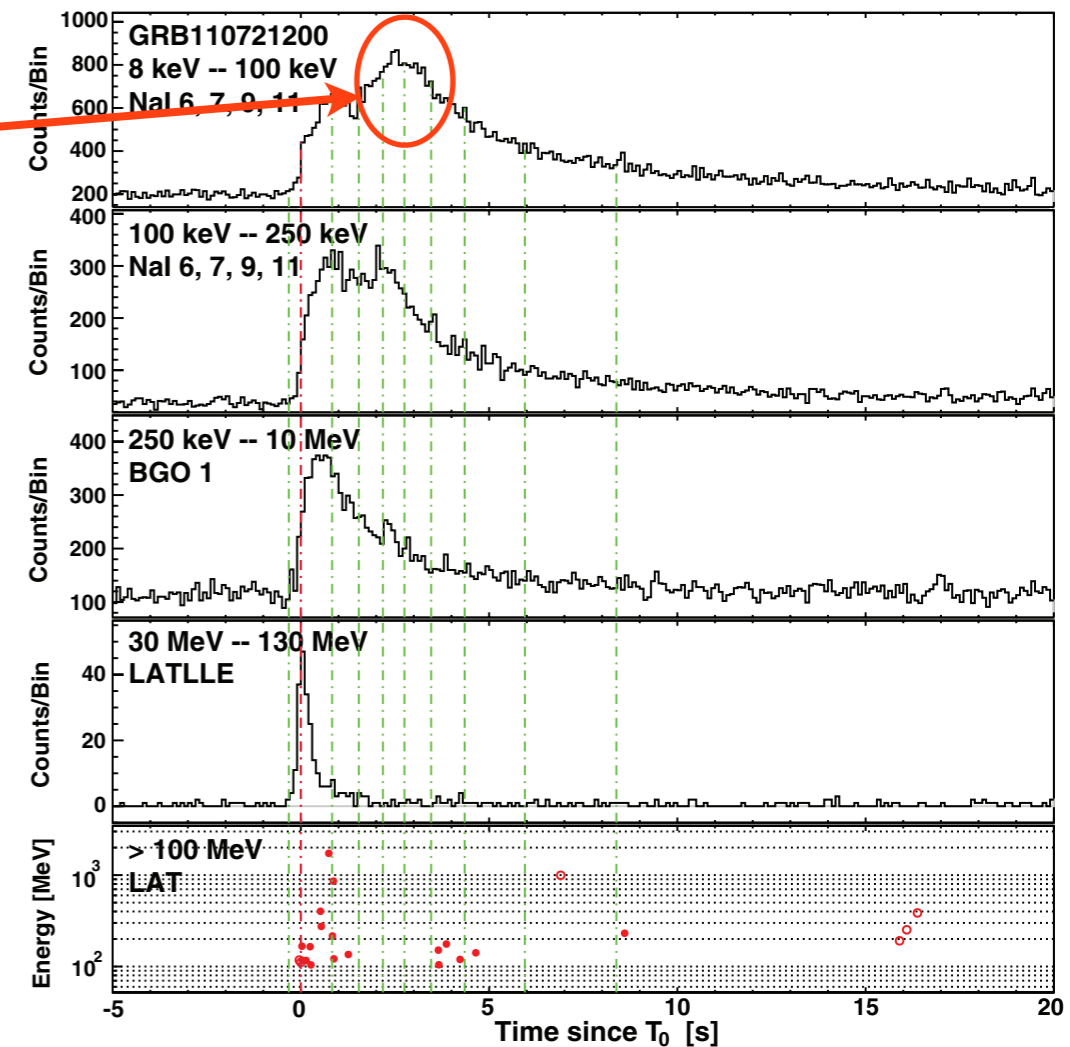 1000
800
600
400
200
Counts/Bin
GRB110721200
8 keV -- 100 keV
NaI 6, 7, 9, 11
400
300
200
100
Counts/Bin
100 keV -- 250 keV
NaI 6, 7, 9, 11
400
300
200
100
Counts/Bin
250 keV -- 10 MeV
BGO 1
40
20
0
Counts/Bin
30 MeV -- 130 MeV
LATLLE
10³
10²
Energy [MeV]
> 100 MeV
LAT
-5 0 5 10 15 20
Time since T₀ [s]